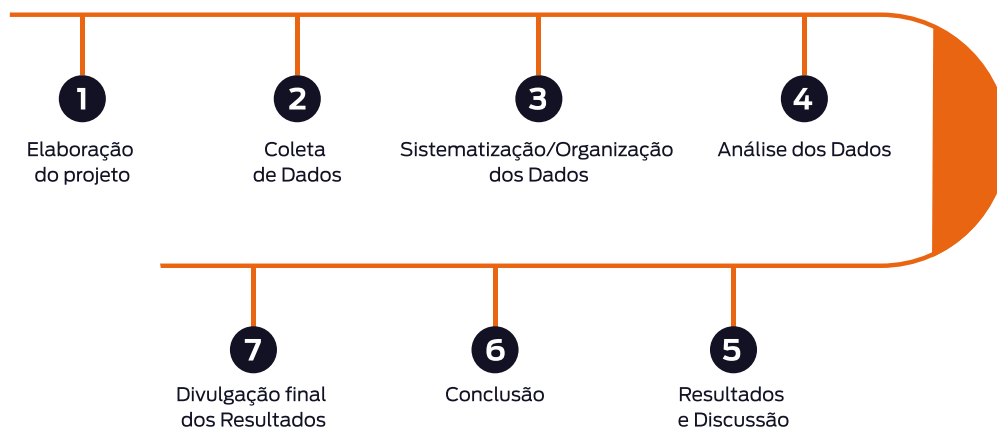 1
Elaboração
do projeto
2
Coleta
de Dados
3
Sistematização/Organização
dos Dados
4
Análise dos Dados
5
Resultados
e Discussão
6
Conclusão
7
Divulgação final
dos Resultados